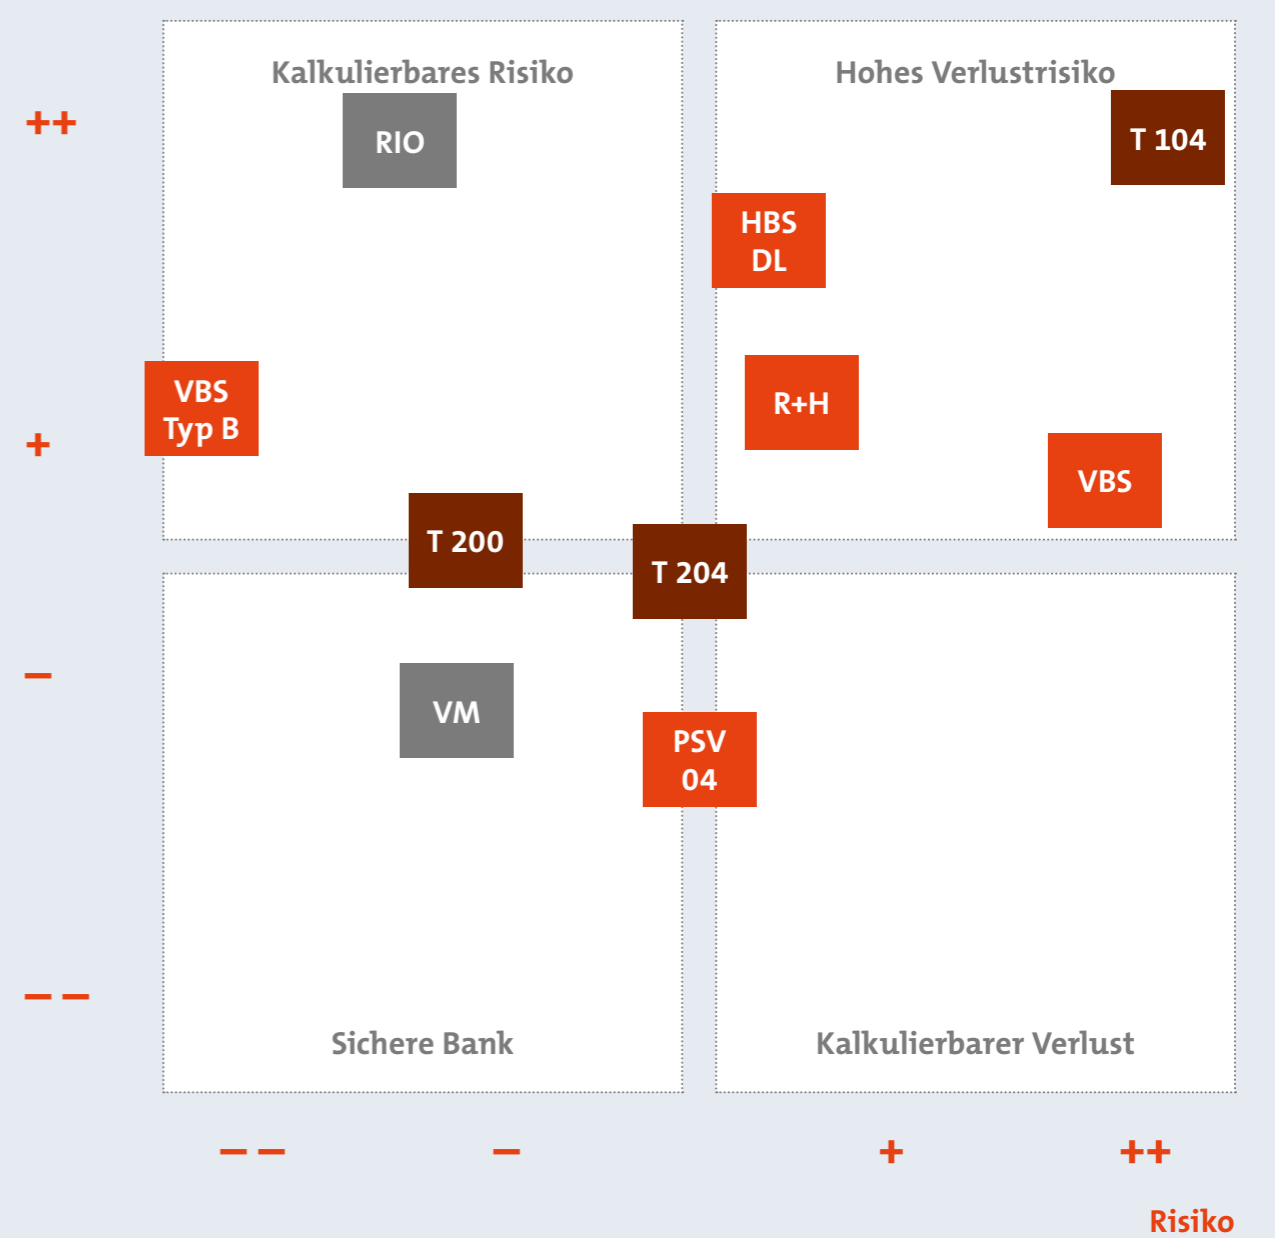 Kalkulierbares Risiko
Hohes Verlustrisiko
++
RIO
T 104
HBS
DL
VBS
Typ B
R+H
+
VBS
T 200
T 204
–
VM
PSV
04
– –
Sichere Bank
Kalkulierbarer Verlust
– –
–
+
++
Risiko